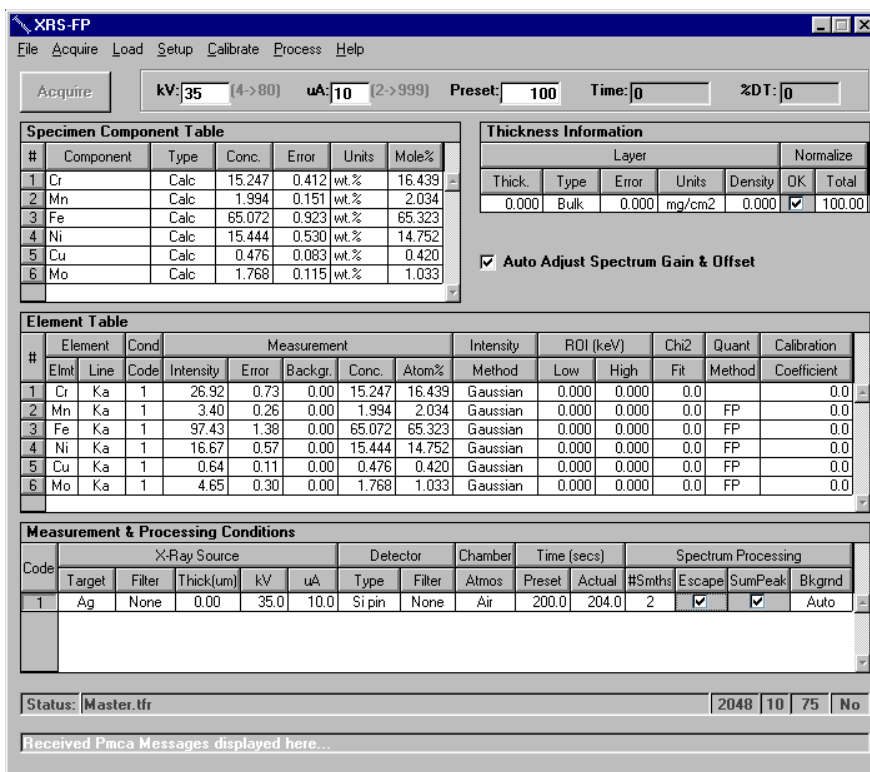 XRS-FP
File Acquire Load Setup Calibrate Process Help
Acquire kV: 35 (4->80) uA: 10 (2->999) Preset: 100 Time: 0 %DT: 0
Specimen Component Table
# Component Type Conc. Error Units Mole%
1 Cr Calc 15.247 0.412 wt.% 16.439
2 Mn Calc 1.994 0.151 wt.% 2.034
3 Fe Calc 65.072 0.923 wt.% 65.323
4 Ni Calc 15.444 0.530 wt.% 14.752
5 Cu Calc 0.476 0.083 wt.% 0.420
6 Mo Calc 1.768 0.115 wt.% 1.033
Thickness Information
Layer Normalize
Thick. Type Error Units Density OK Total
0.000 Bulk 0.000 mg/cm2 0.000 100.00
Auto Adjust Spectrum Gain & Offset
Element Table
# Element Cond Measurement Intensity ROI (keV) Chi2 Quant Calibration
Elmt Line Code Intensity Error Backgr. Conc. Atom% Method Low High Fit Method Coefficient
1 Cr Ka 1 26.92 0.73 0.00 15.247 16.439 Gaussian 0.000 0.000 0.0 0.0
2 Mn Ka 1 3.40 0.26 0.00 1.994 2.034 Gaussian 0.000 0.000 0.0 FP 0.0
3 Fe Ka 1 97.43 1.38 0.00 65.072 65.323 Gaussian 0.000 0.000 0.0 FP 0.0
4 Ni Ka 1 16.67 0.57 0.00 15.444 14.752 Gaussian 0.000 0.000 0.0 FP 0.0
5 Cu Ka 1 0.64 0.11 0.00 0.476 0.420 Gaussian 0.000 0.000 0.0 FP 0.0
6 Mo Ka 1 4.65 0.30 0.00 1.768 1.033 Gaussian 0.000 0.000 0.0 FP 0.0
Measurement & Processing Conditions
Code X-Ray Source Detector Chamber Time (secs) Spectrum Processing
Target Filter Thick(um) kV uA Type Filter Atmos Preset Actual #Smths Escape SumPeak Bkgrnd
1 Ag None 0.00 35.0 10.0 Si pin None Air 200.0 204.0 2 Auto
Status: Master.tfr 2048 10 75 No
Received Pmca Messages displayed here...